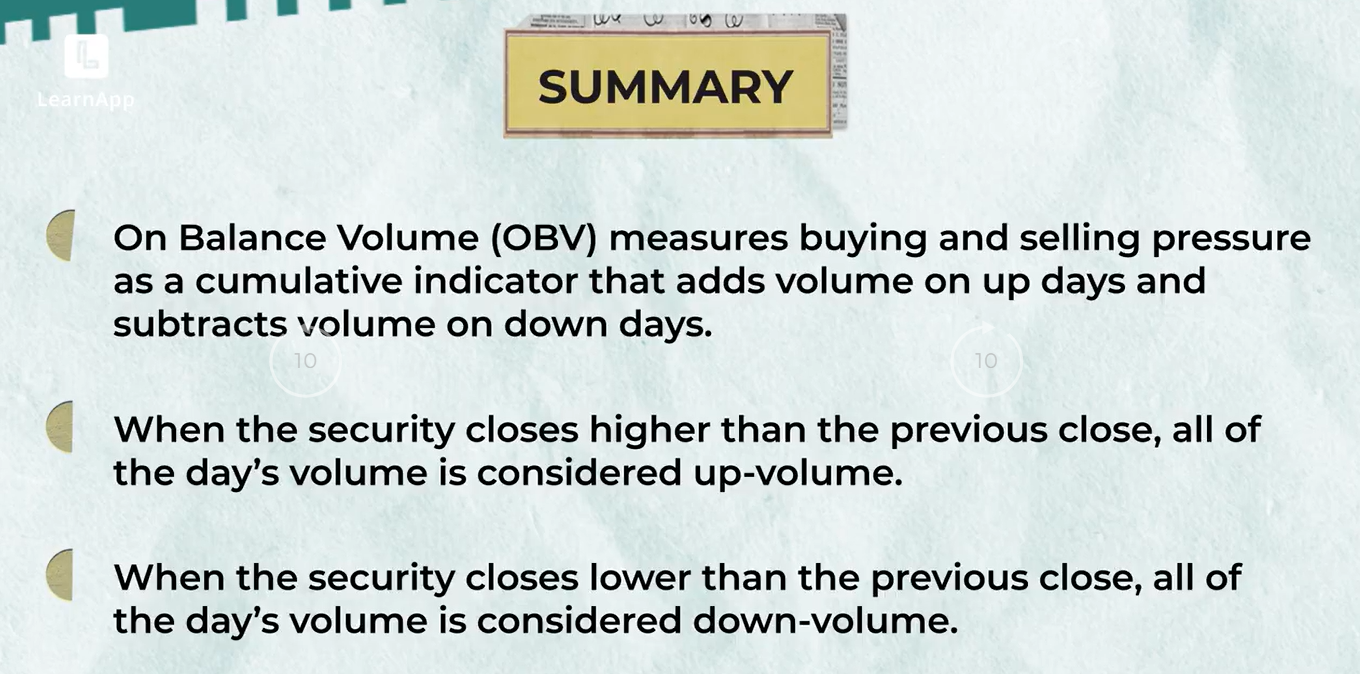 LearnApp
SUMMARY
On Balance Volume (OBV) measures buying and selling pressure
as a cumulative indicator that adds volume on up days and
subtracts volume on down days.
10
10
When the security closes higher than the previous close, all of
the day’s volume is considered up-volume.
When the security closes lower than the previous close, all of
the day’s volume is considered down-volume.